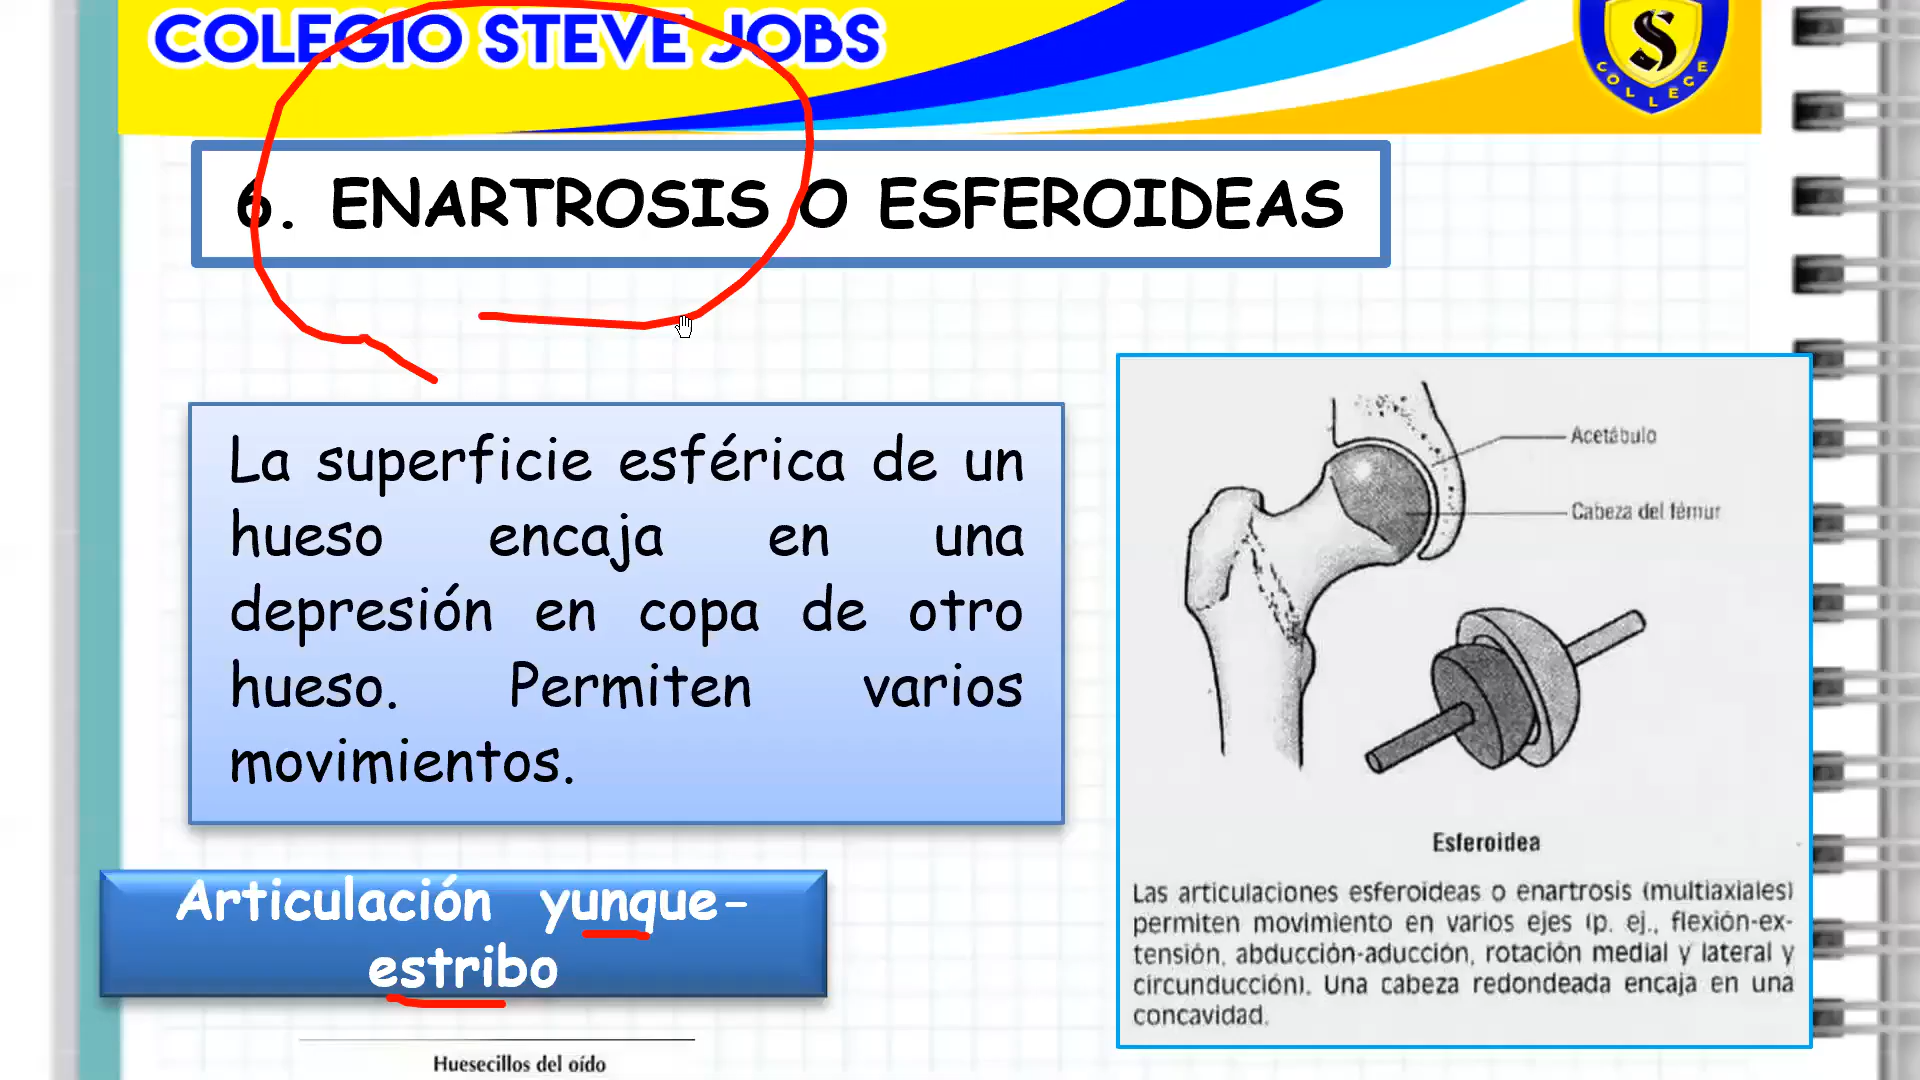 COLEGIO STEVE JOBS
S
COLLEGE
6. ENARTROSIS O ESFEROIDEAS
La superficie esférica de un
hueso encaja en una
depresión en copa de otro
hueso. Permiten varios
movimientos.
Acetábulo
Cabeza del fémur
Esferoidea
Las articulaciones esferoideas o enartrosis (multiaxiales)
permiten movimiento en varios ejes (p. ej., flexión-ex-
tensión, abducción-aducción, rotación medial y lateral y
circunducción). Una cabeza redondeada encaja en una
concavidad.
Articulación yunque-
estribo
Huesecillos del oído